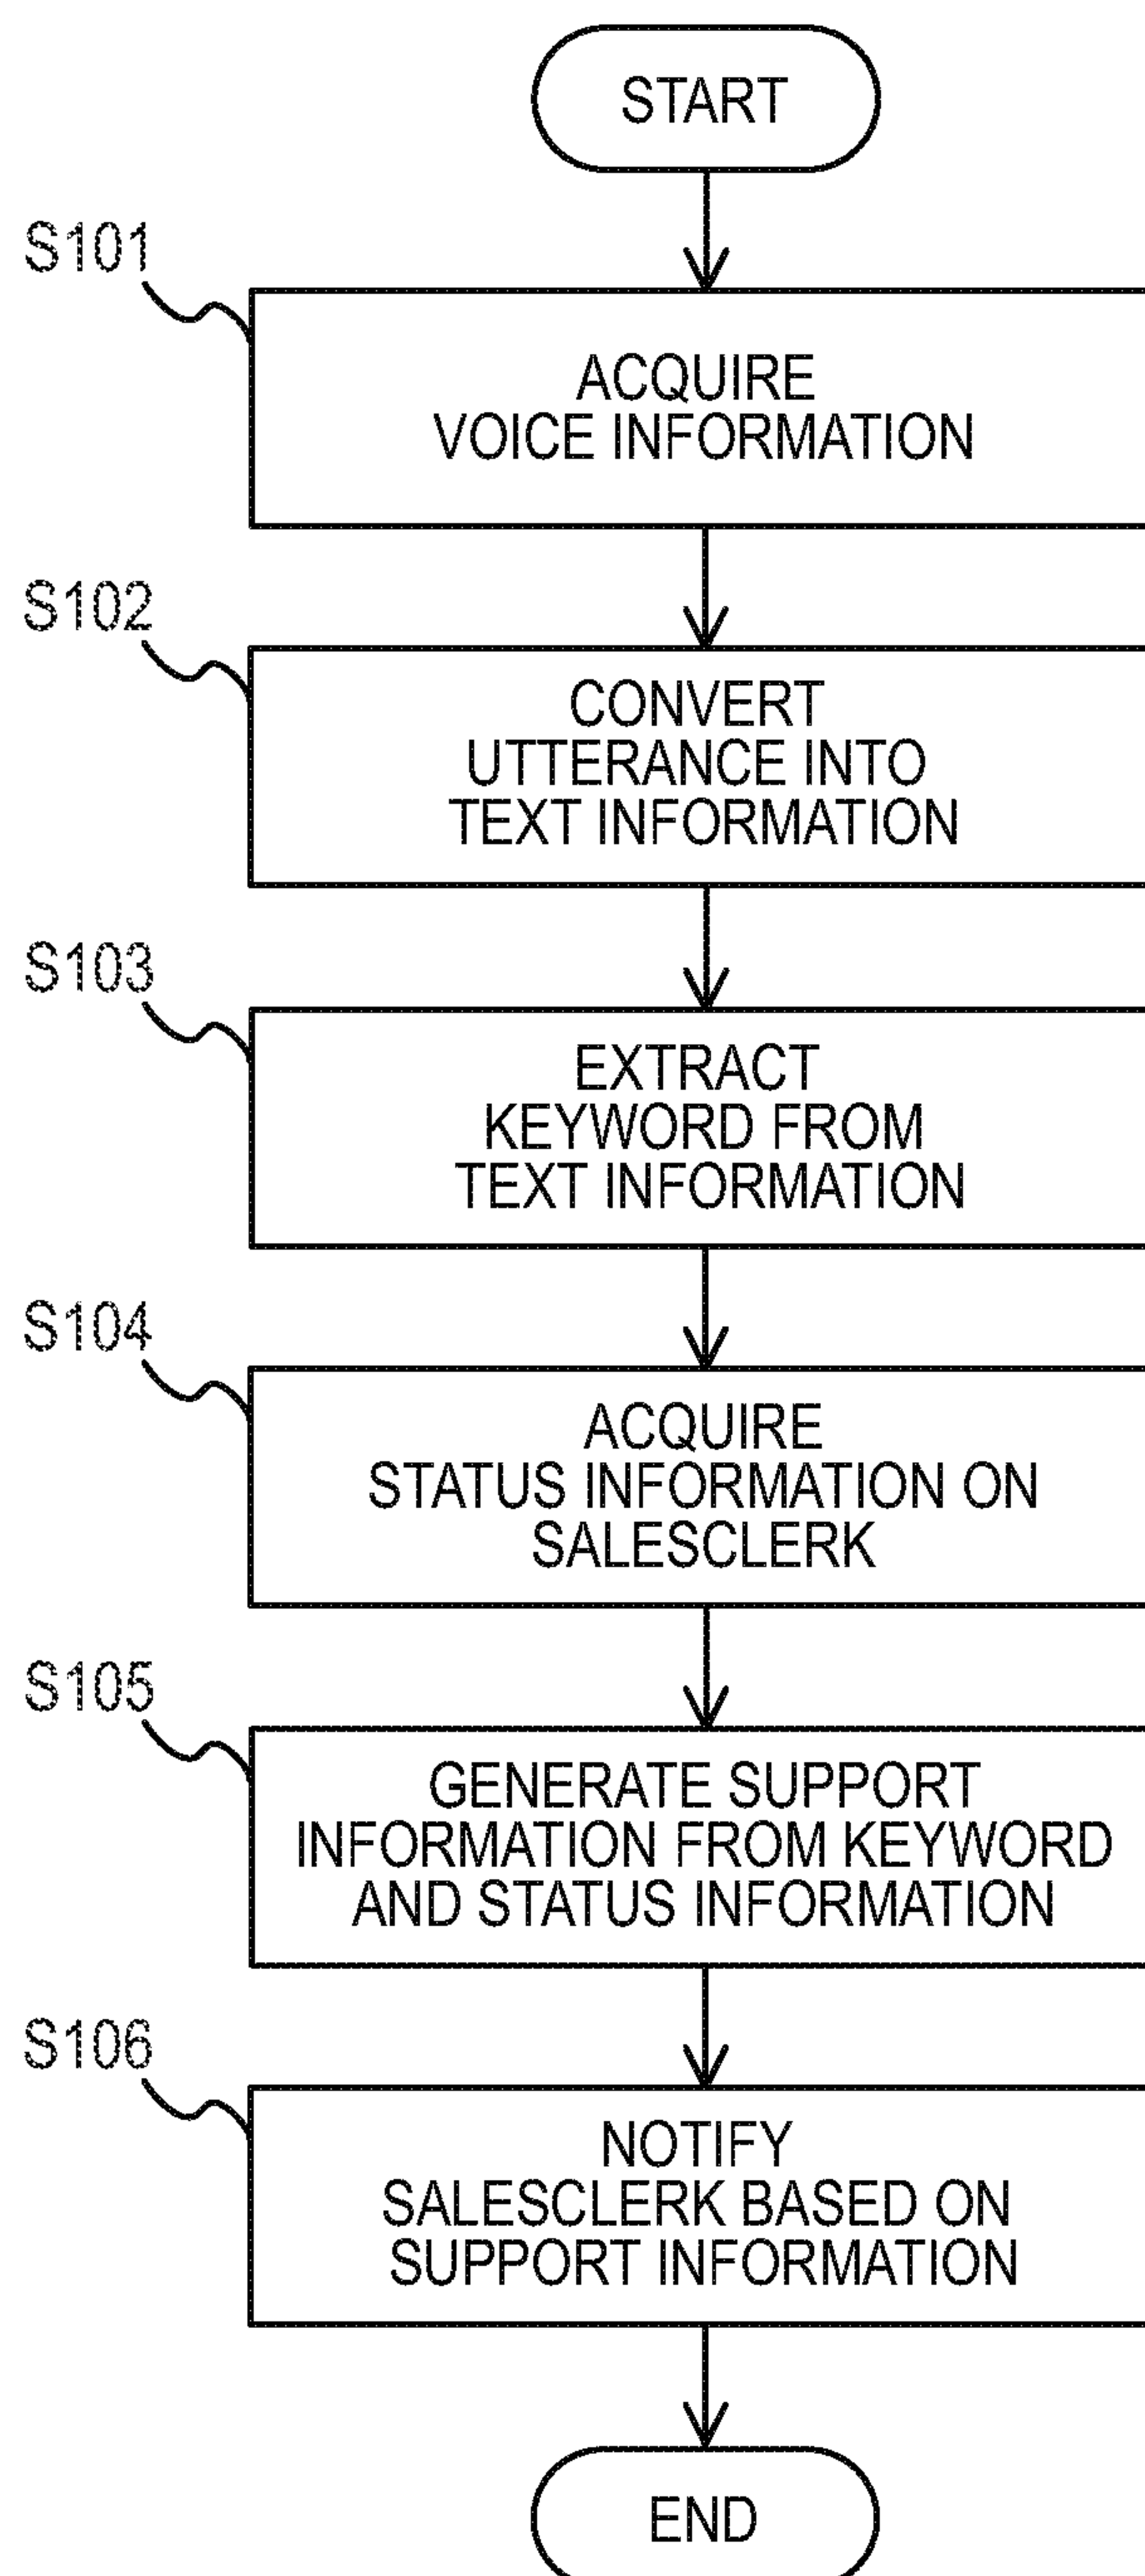 START
S101
ACQUIRE
VOICE INFORMATION
S102
CONVERT
UTTERANCE INTO
TEXT INFORMATION
S103
EXTRACT
KEYWORD FROM
TEXT INFORMATION
S104
ACQUIRE
STATUS INFORMATION ON
SALESCLERK
S105
GENERATE SUPPORT
INFORMATION FROM KEYWORD
AND STATUS INFORMATION
S106
NOTIFY
SALESCLERK BASED ON
SUPPORT INFORMATION
END